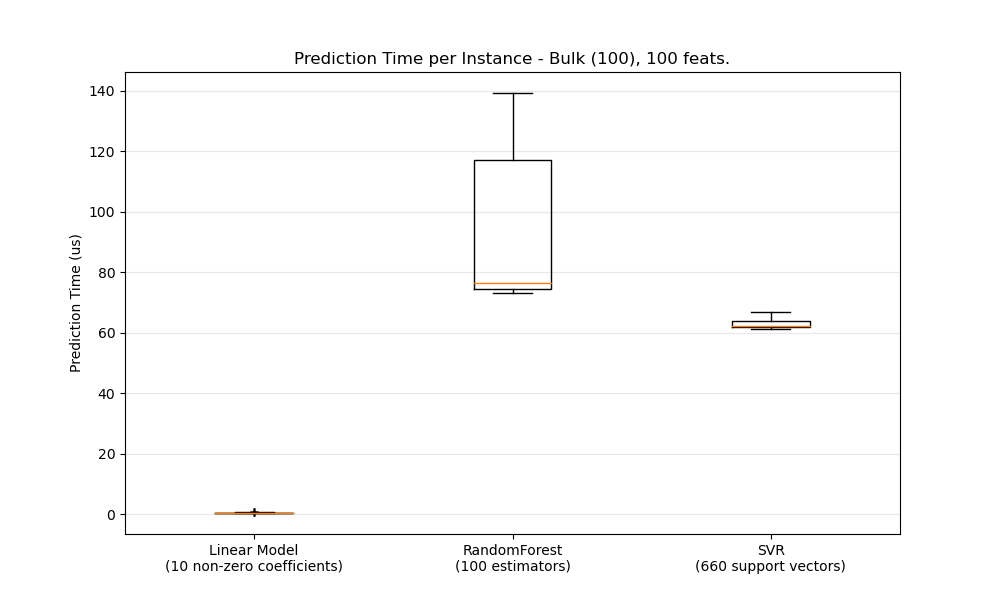 Prediction Time per Instance - Bulk (100), 100 feats.
140
120
100
80
60
40
20
0
Prediction Time (us)
Linear Model
(10 non-zero coefficients)
RandomForest
(100 estimators)
SVR
(660 support vectors)